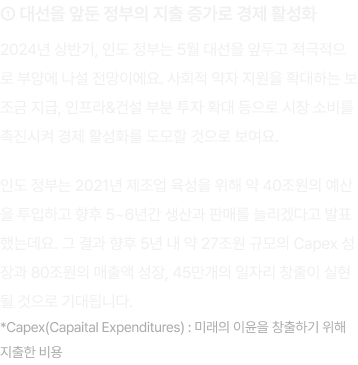 ① 대선을 앞둔 정부의 지출 증가로 경제 활성화
2024년 상반기, 인도 정부는 5월 대선을 앞두고 적극적으
로 부양에 나설 전망이에요. 사회적 약자 지원을 확대하는 보
조금 지급, 인프라&건설 부분 투자 확대 등으로 시장 소비를
촉진시켜 경제 활성화를 도모할 것으로 보여요.
인도 정부는 2021년 제조업 육성을 위해 약 40조원의 예산
을 투입하고 향후 5~6년간 생산과 판매를 늘리겠다고 발표
했는데요. 그 결과 향후 5년 내 약 27조원 규모의 Capex 성
장과 80조원의 매출액 성장, 45만개의 일자리 창출이 실현
될 것으로 기대됩니다.
*Capex(Capaital Expenditures) : 미래의 이윤을 창출하기 위해
지출한 비용